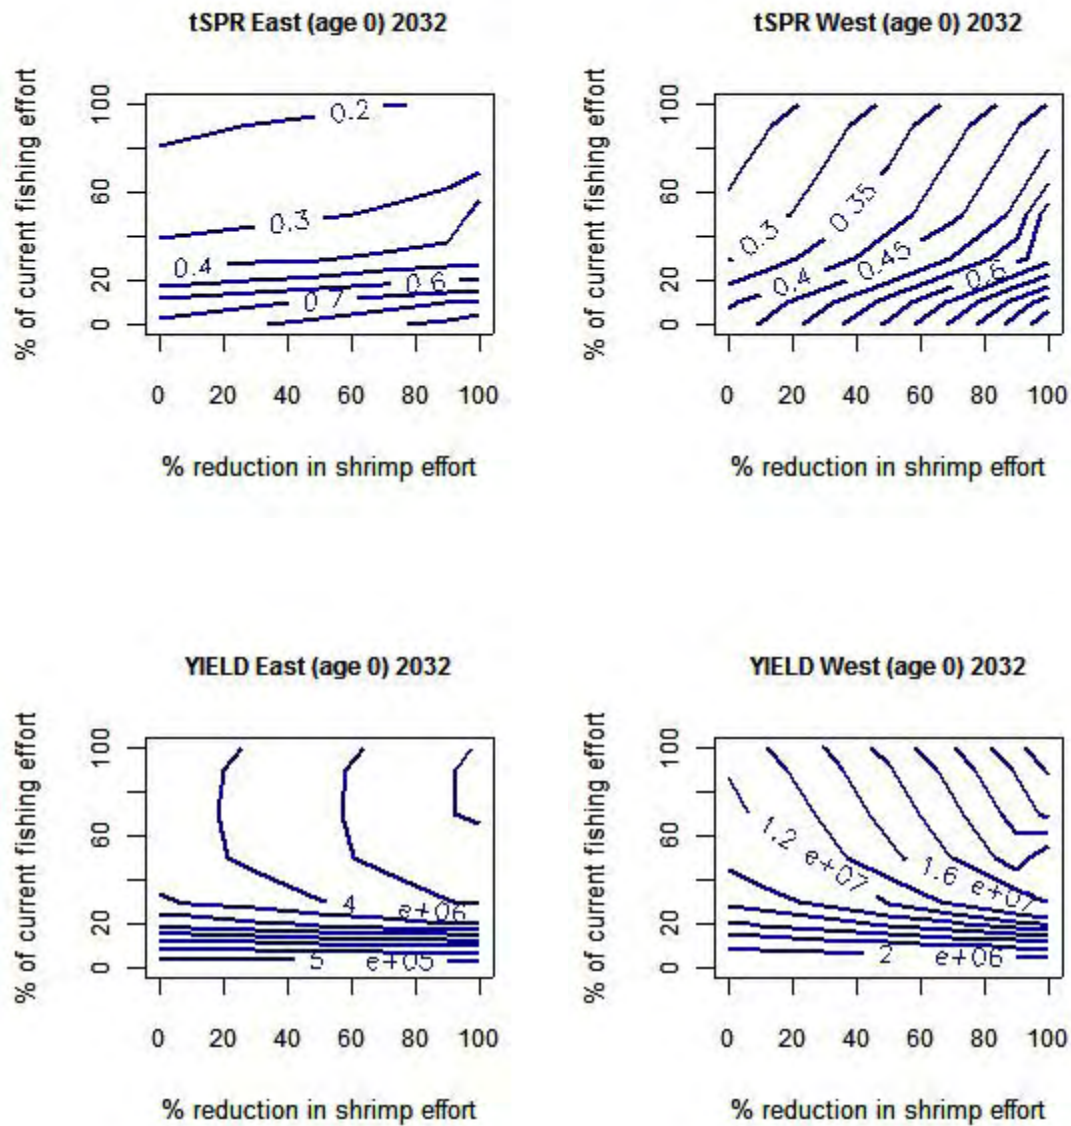 tSPR East (age 0) 2032
% of current fishing effort
100
60
20
0
0.2
0.3
0.4
0.6
0.7
0 20 40 60 80 100
% reduction in shrimp effort
tSPR West (age 0) 2032
% of current fishing effort
100
60
20
0
0.3
0.35
0.4
0.45
0.6
0 20 40 60 80 100
% reduction in shrimp effort
YIELD East (age 0) 2032
% of current fishing effort
100
60
20
0
4 e+06
5 e+05
0 20 40 60 80 100
% reduction in shrimp effort
YIELD West (age 0) 2032
% of current fishing effort
100
60
20
0
1.2 e+07
1.6 e+07
2 e+06
0 20 40 60 80 100
% reduction in shrimp effort